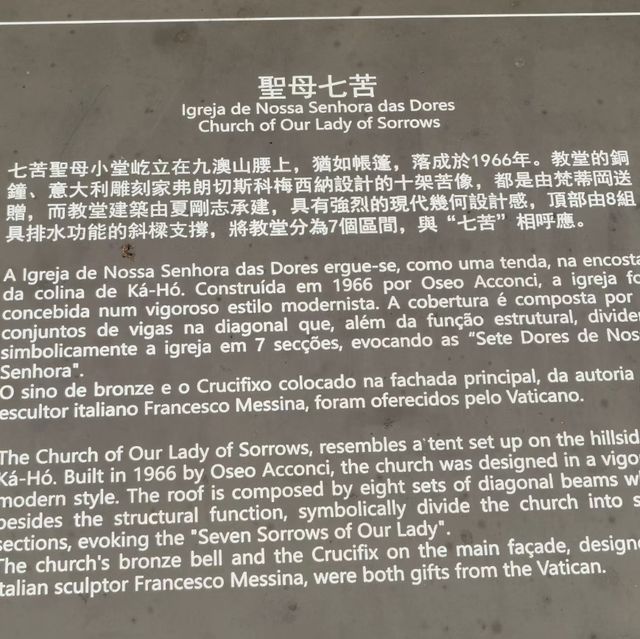 聖母七苦
Igreja de Nossa Senhora das Dores
Church of Our Lady of Sorrows
七苦聖母小堂屹立在九澳山腰上，猶如帳篷，落成於1966年。教堂的銅
鐘、意大利雕刻家弗朗切斯科梅西納設計的十架苦像，都是由梵蒂岡送
贈，而教堂建築由夏剛志承建，具有強烈的現代幾何設計感，頂部由8組
具排水功能的斜樑支撐，將教堂分為7個區間，與“七苦”相呼應。
A Igreja de Nossa Senhora das Dores ergue-se, como uma tenda, na encosta
da colina de Ká-Hó. Construída em 1966 por Oseo Acconci, a igreja fo
concebida num vigoroso estilo modernista. A cobertura é composta por
conjuntos de vigas na diagonal que, além da função estrutural, divide
simbolicamente a igreja em 7 secções, evocando as “Sete Dores de Nos
Senhora".
O sino de bronze e o Crucifixo colocado na fachada principal, da autoria
escultor italiano Francesco Messina, foram oferecidos pelo Vaticano.
The Church of Our Lady of Sorrows, resembles a tent set up on the hillsid
Ká-Hó. Built in 1966 by Oseo Acconci, the church was designed in a vigo
modern style. The roof is composed by eight sets of diagonal beams w
besides the structural function, symbolically divide the church into s
sections, evoking the "Seven Sorrows of Our Lady".
The church's bronze bell and the Crucifix on the main façade, designe
talian sculptor Francesco Messina, were both gifts from the Vatican.